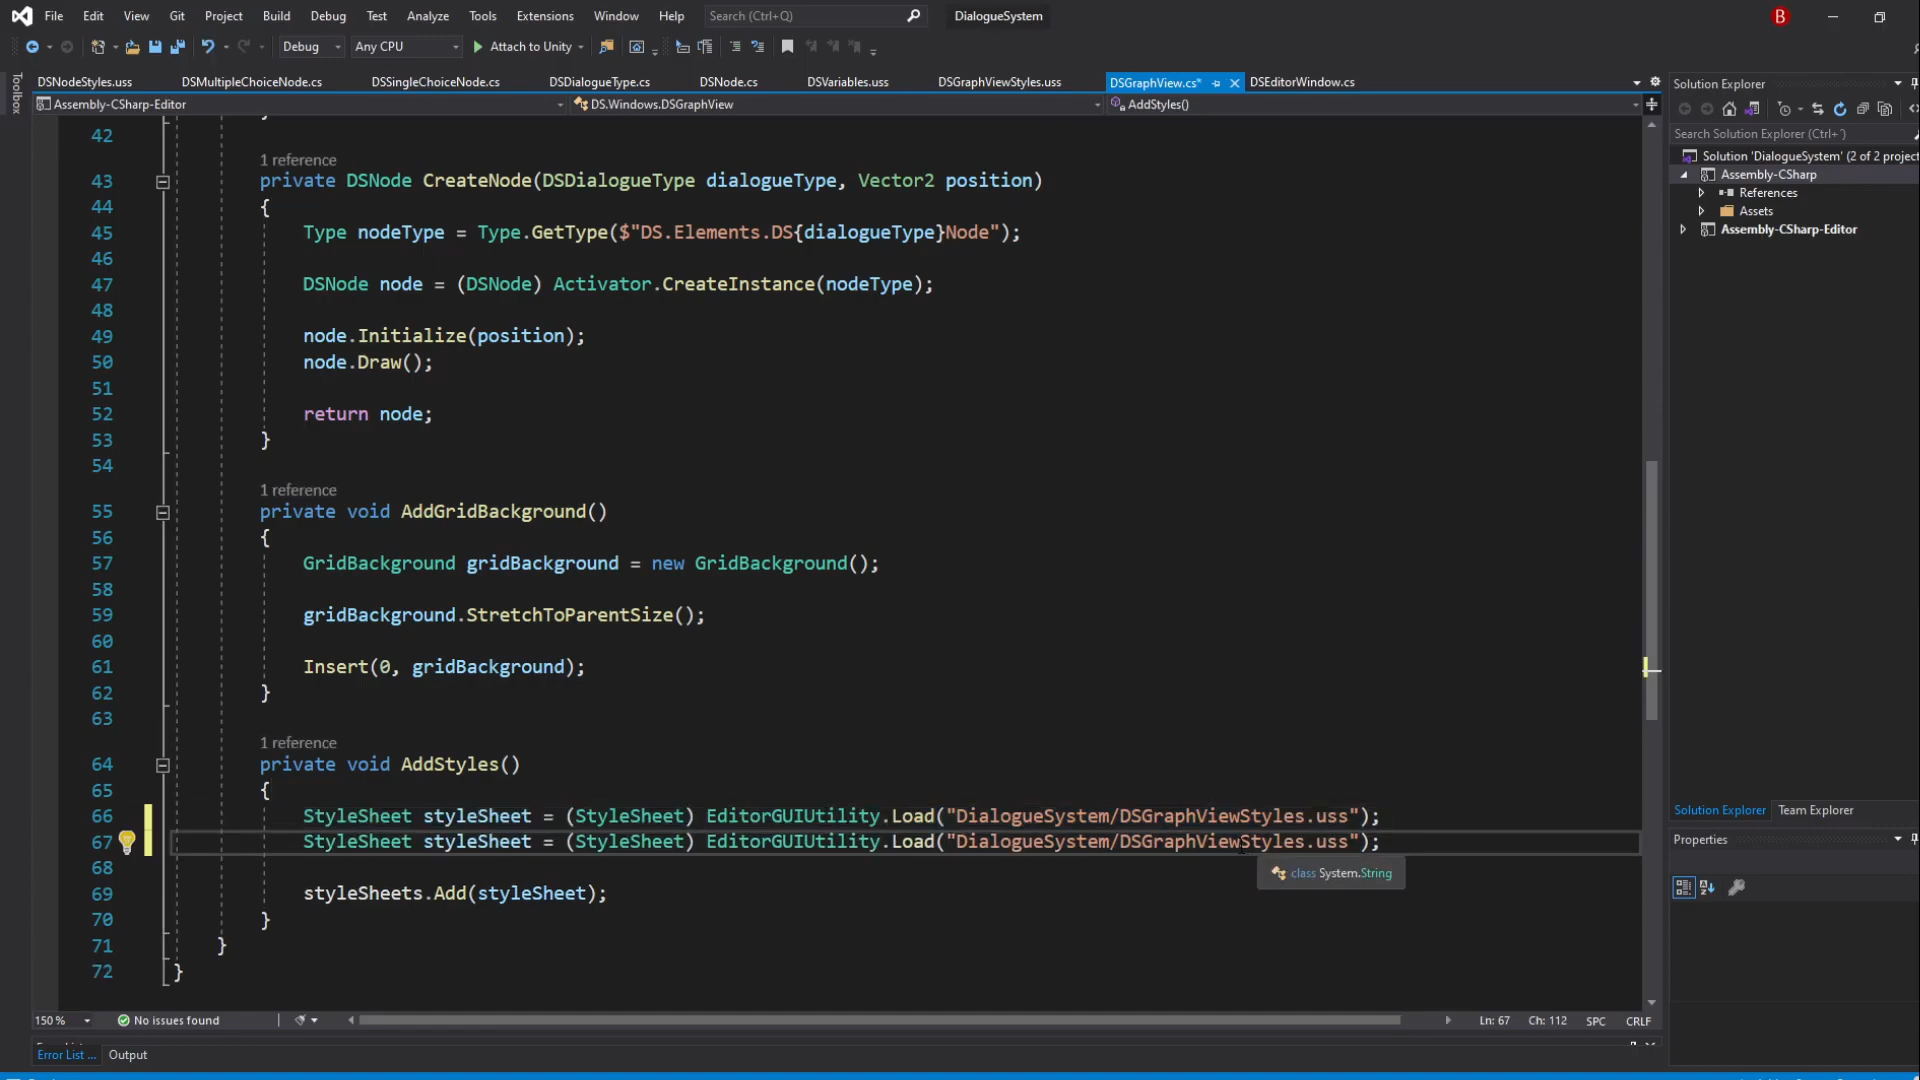 File Edit View Git Project Build Debug Test Analyze Tools Extensions Window Help Search (Ctrl+Q) DialogueSystem B
Debug Any CPU Attach to Unity
Toolbox
DSNodeStyles.uss DSMultipleChoiceNode.cs DSSingleChoiceNode.cs DSDialogueType.cs DSNode.cs DSVariables.uss DSGraphViewStyles.uss DSGraphView.cs* DSEditorWindow.cs
Assembly-CSharp-Editor DS.Windows.DSGraphView AddStyles()
42
1 reference
43 private DSNode CreateNode(DSDialogueType dialogueType, Vector2 position)
44 {
45 Type nodeType = Type.GetType($"DS.Elements.DS{dialogueType}Node");
46
47 DSNode node = (DSNode) Activator.CreateInstance(nodeType);
48
49 node.Initialize(position);
50 node.Draw();
51
52 return node;
53 }
54
1 reference
55 private void AddGridBackground()
56 {
57 GridBackground gridBackground = new GridBackground();
58
59 gridBackground.StretchToParentSize();
60
61 Insert(0, gridBackground);
62 }
63
1 reference
64 private void AddStyles()
65 {
66 StyleSheet styleSheet = (StyleSheet) EditorGUIUtility.Load("DialogueSystem/DSGraphViewStyles.uss");
67 StyleSheet styleSheet = (StyleSheet) EditorGUIUtility.Load("DialogueSystem/DSGraphViewStyles.uss");
class System.String
68
69 styleSheets.Add(styleSheet);
70 }
71 }
72 }
150 % No issues found Ln: 67 Ch: 112 SPC CRLF
Error List ... Output
Solution Explorer
Search Solution Explorer (Ctrl+ ')
Solution 'DialogueSystem' (2 of 2 project
Assembly-CSharp
References
Assets
Assembly-CSharp-Editor
Solution Explorer Team Explorer
Properties